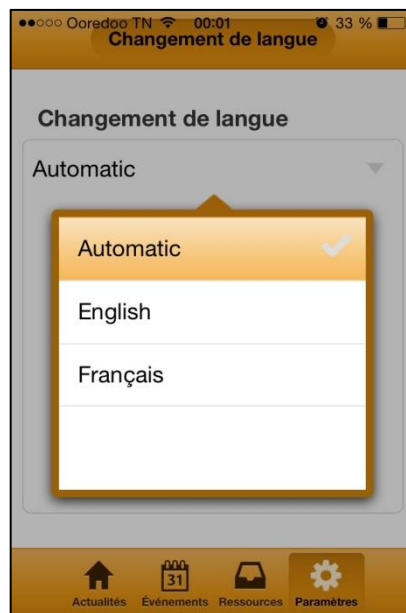 Ooredoo TN 00:01 33 %
Changement de langue
Changement de langue
Automatic
Automatic
English
Français
31
Actualités Événements Ressources Paramètres